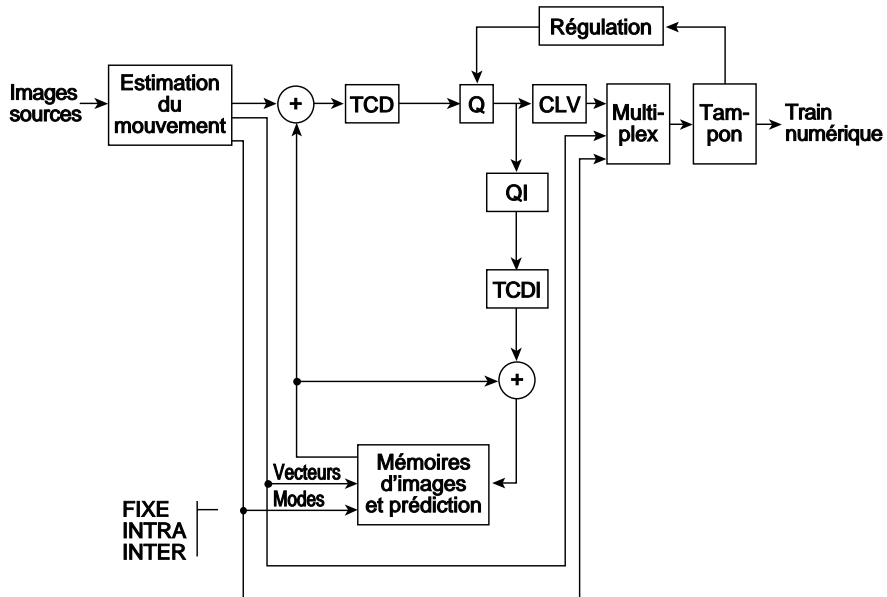 Régulation
Images
sources
Estimation
du
mouvement
+
TCD
Q
CLV
Multi-
plex
Tam-
pon
Train
numérique
QI
TCDI
+
Vecteurs
Modes
Mémoires
d'images
et prédiction
FIXE
INTRA
INTER